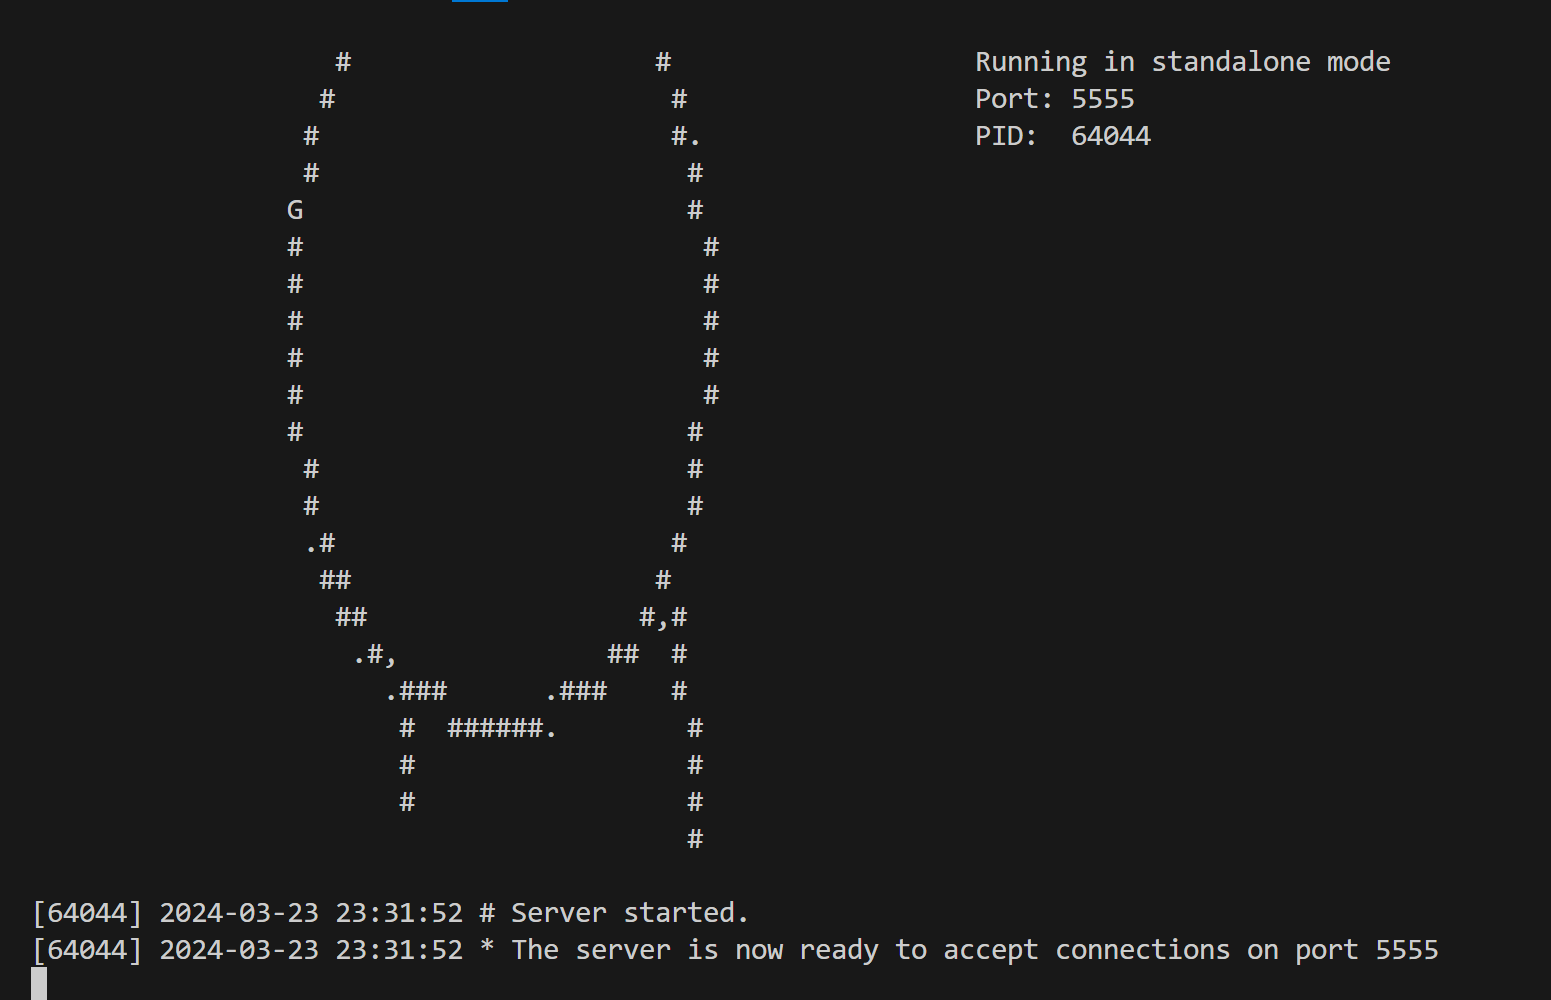 # # Running in standalone mode
# # Port: 5555
# #. PID:  64044
# #
G #
# #
# #
# #
# #
# #
# #
# #
# #
.# #
## #
## #,#
.#, ## #
.### .### #
# ######. #
# #
# #
#
[64044] 2024-03-23 23:31:52 # Server started.
[64044] 2024-03-23 23:31:52 * The server is now ready to accept connections on port 5555